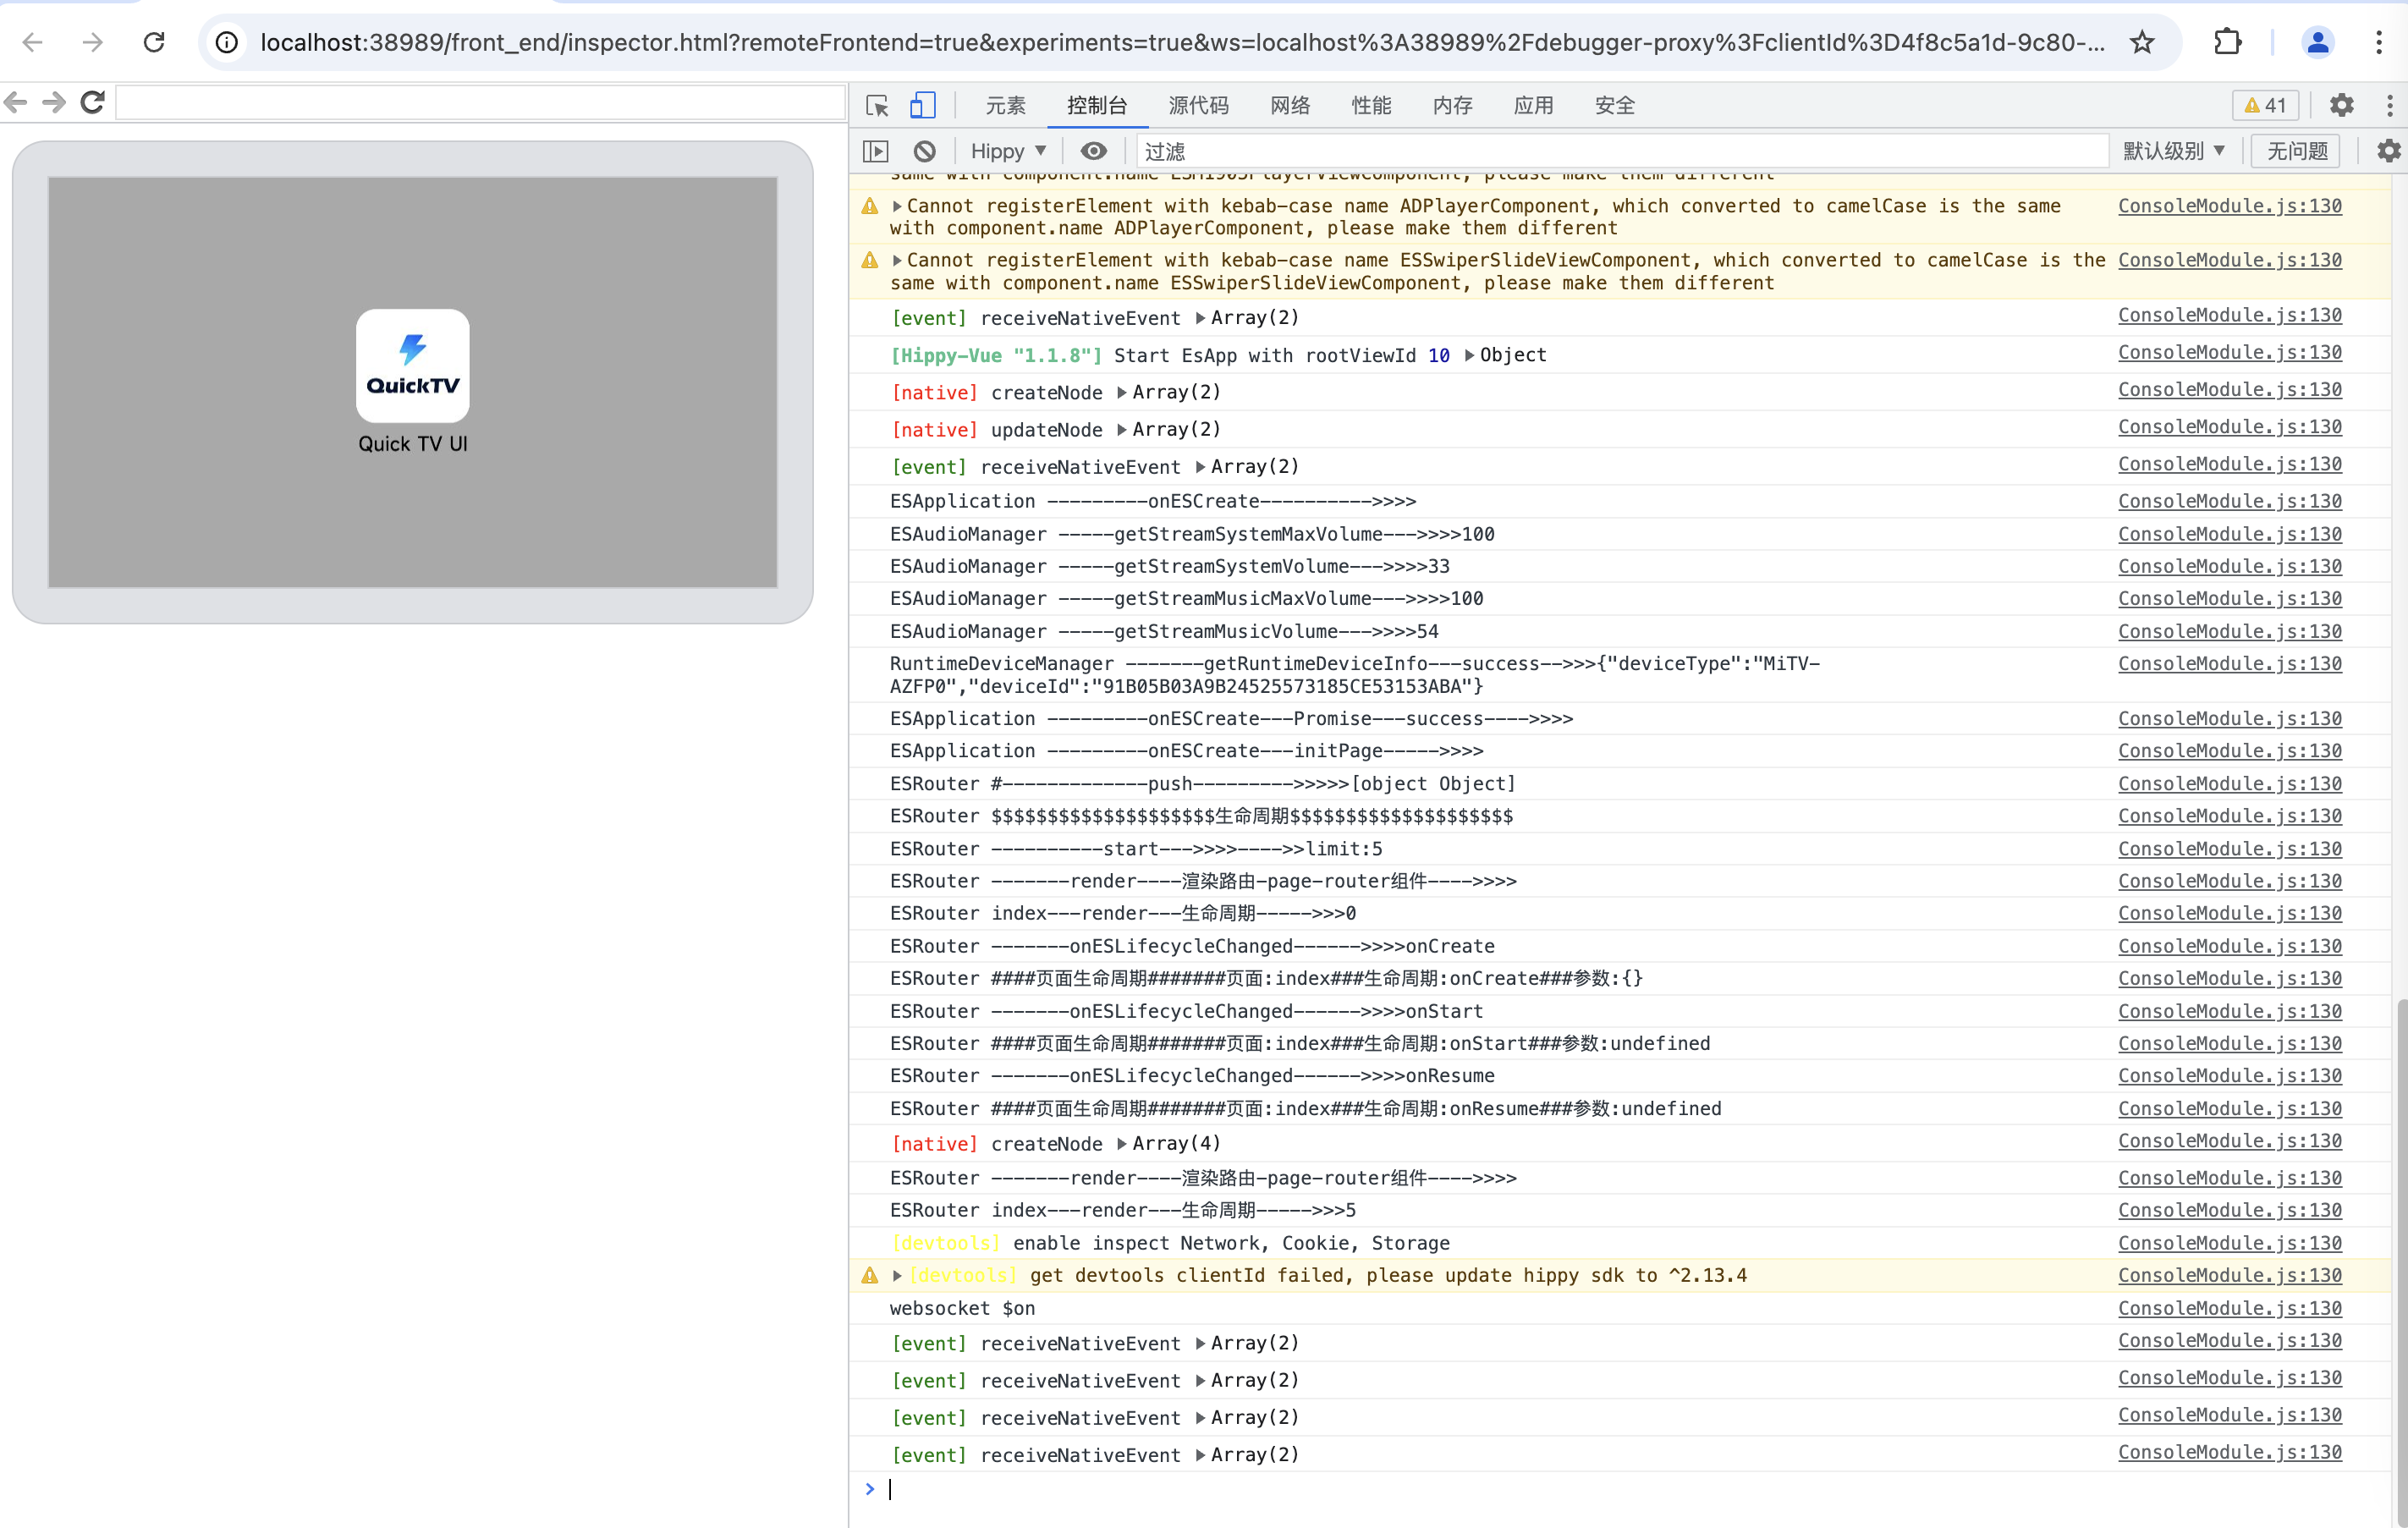 localhost:38989/front_end/inspector.html?remoteFrontend=true&experiments=true&ws=localhost%3A38989%2Fdebugger-proxy%3FclientId%3D4f8c5a1d-9c80-...
元素 控制台 源代码 网络 性能 内存 应用 安全 41
Hippy 过滤 默认级别 无问题
QuickTV
Quick TV UI
same with component.name ESM1905PlayerViewComponent, please make them different
Cannot registerElement with kebab-case name ADPlayerComponent, which converted to camelCase is the same ConsoleModule.js:130
with component.name ADPlayerComponent, please make them different
Cannot registerElement with kebab-case name ESSwiperSlideViewComponent, which converted to camelCase is the ConsoleModule.js:130
same with component.name ESSwiperSlideViewComponent, please make them different
[event] receiveNativeEvent Array(2) ConsoleModule.js:130
[Hippy-Vue "1.1.8"] Start EsApp with rootViewId 10 Object ConsoleModule.js:130
[native] createNode Array(2) ConsoleModule.js:130
[native] updateNode Array(2) ConsoleModule.js:130
[event] receiveNativeEvent Array(2) ConsoleModule.js:130
ESApplication ---------onESCreate---------->>>> ConsoleModule.js:130
ESAudioManager -----getStreamSystemMaxVolume--->>>>100 ConsoleModule.js:130
ESAudioManager -----getStreamSystemVolume--->>>>33 ConsoleModule.js:130
ESAudioManager -----getStreamMusicMaxVolume--->>>>100 ConsoleModule.js:130
ESAudioManager -----getStreamMusicVolume--->>>>54 ConsoleModule.js:130
RuntimeDeviceManager -------getRuntimeDeviceInfo---success-->>>{"deviceType":"MiTV- ConsoleModule.js:130
AZFP0","deviceId":"91B05B03A9B24525573185CE53153ABA"}
ESApplication ---------onESCreate---Promise---success---->>>> ConsoleModule.js:130
ESApplication ---------onESCreate---initPage----->>>> ConsoleModule.js:130
ESRouter #-------------push--------->>>>>[object Object] ConsoleModule.js:130
ESRouter $$$$$$$$$$$$$$$$$$$$生命周期$$$$$$$$$$$$$$$$$$$$ ConsoleModule.js:130
ESRouter ----------start--->>>>---->>limit:5 ConsoleModule.js:130
ESRouter -------render----渲染路由-page-router组件---->>>> ConsoleModule.js:130
ESRouter index---render---生命周期----->>>0 ConsoleModule.js:130
ESRouter -------onESLifecycleChanged------>>>>onCreate ConsoleModule.js:130
ESRouter ####页面生命周期#######页面:index###生命周期:onCreate###参数:{} ConsoleModule.js:130
ESRouter -------onESLifecycleChanged------>>>>onStart ConsoleModule.js:130
ESRouter ####页面生命周期#######页面:index###生命周期:onStart###参数:undefined ConsoleModule.js:130
ESRouter -------onESLifecycleChanged------>>>>onResume ConsoleModule.js:130
ESRouter ####页面生命周期#######页面:index###生命周期:onResume###参数:undefined ConsoleModule.js:130
[native] createNode Array(4) ConsoleModule.js:130
ESRouter -------render----渲染路由-page-router组件---->>>> ConsoleModule.js:130
ESRouter index---render---生命周期----->>>5 ConsoleModule.js:130
[devtools] enable inspect Network, Cookie, Storage ConsoleModule.js:130
[devtools] get devtools clientId failed, please update hippy sdk to ^2.13.4 ConsoleModule.js:130
websocket $on ConsoleModule.js:130
[event] receiveNativeEvent Array(2) ConsoleModule.js:130
[event] receiveNativeEvent Array(2) ConsoleModule.js:130
[event] receiveNativeEvent Array(2) ConsoleModule.js:130
[event] receiveNativeEvent Array(2) ConsoleModule.js:130